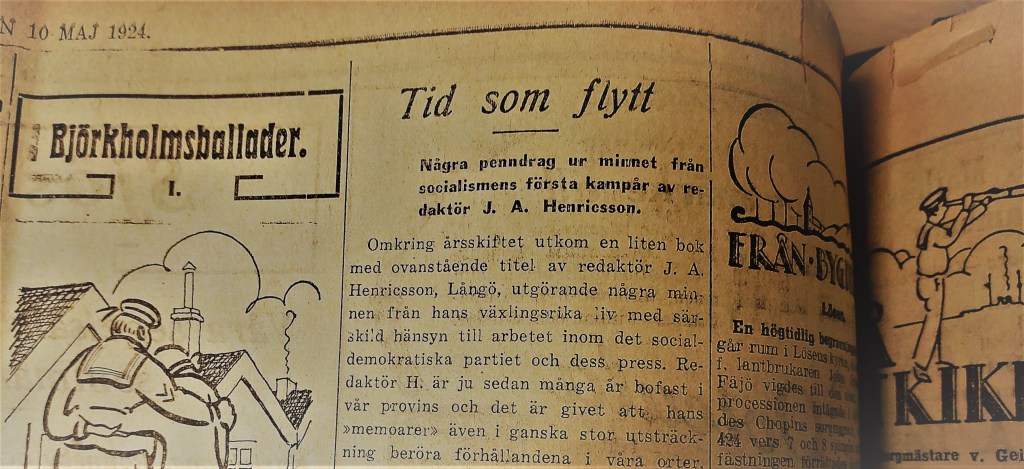 N 10 MAJ 1924.
Björkholmsballader.
I.
Tid som flytt
Några penndrag ur minnet från
socialismens första kampår av re-
daktör J. A. Henricsson.
Omkring årsskiftet utkom en liten bok
med ovanstående titel av redaktör J. A.
Henricsson, Långö, utgörande några min-
nen från hans växlingsrika liv med sär-
skild hänsyn till arbetet inom det social-
demokratiska partiet och dess press. Re-
daktör H. är ju sedan många år bofast i
vår provins och det är givet att hans
»memoarer» även i ganska stor utsträck-
ning beröra förhållandena i våra orter.
FRÅN·BYG
Lösen.
En högtidlig
går rum i Lösens
f. lantbrukaren
Fäjö vigdes till den
processionen
des Chopins
424 vers 7 och 8
fästningen
KIK
v. Gei